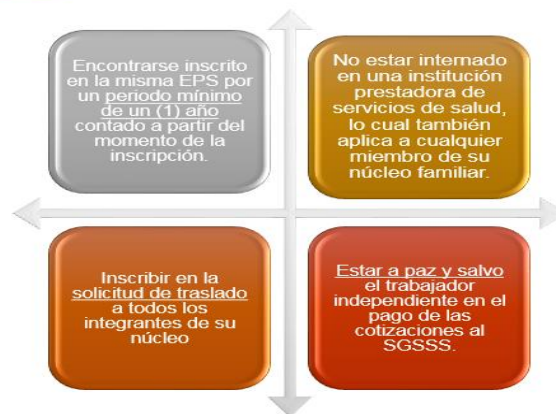 Encontrarse inscrito
en la misma EPS por
un periodo mínimo
de un (1) año
contado a partir del
momento de la
inscripción.
No estar internado
en una institución
prestadora de
servicios de salud,
lo cual también
aplica a cualquier
miembro de su
núcleo familiar.
Inscribir en la
solicitud de traslado
a todos los
integrantes de su
núcleo
Estar a paz y salvo
el trabajador
independiente en el
pago de las
cotizaciones al
SGSSS.